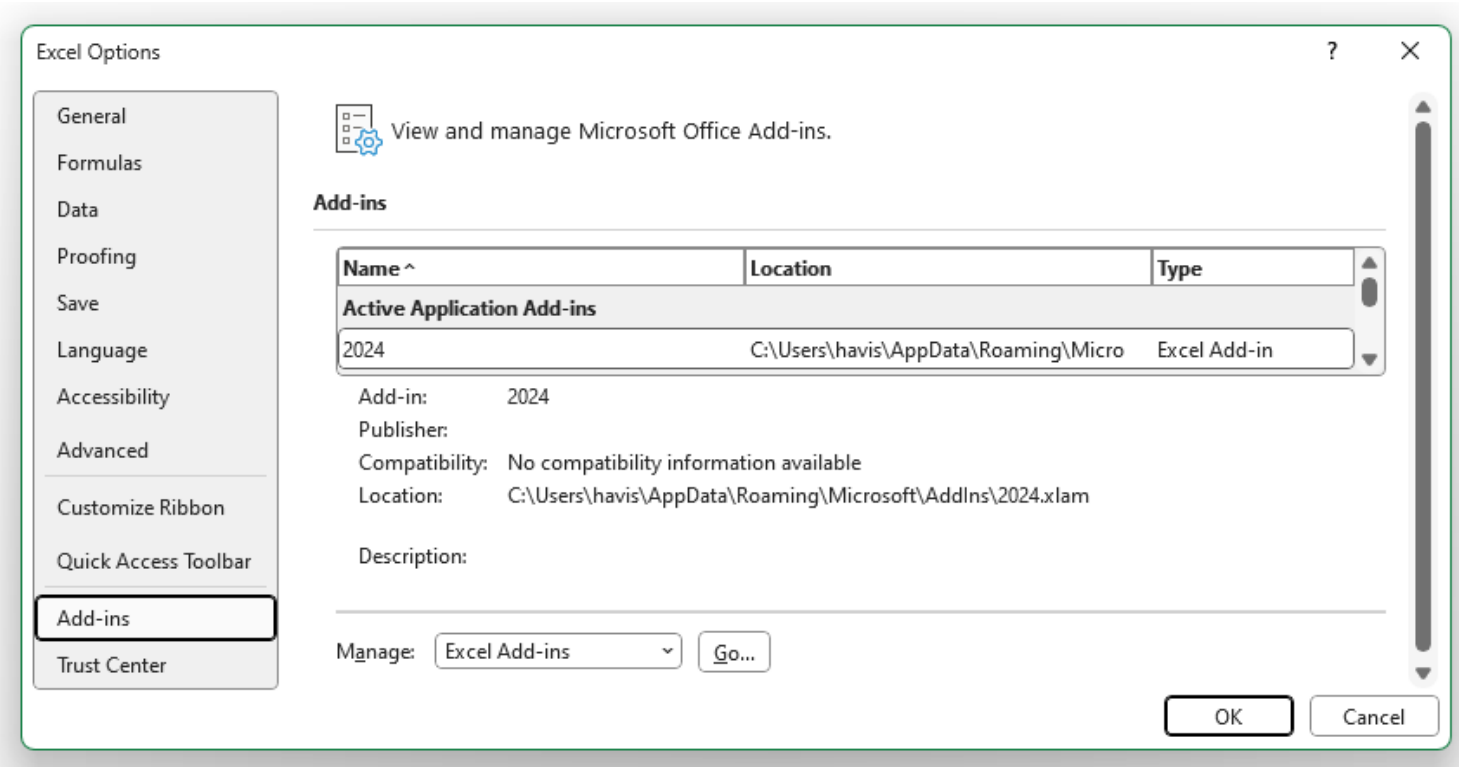 Excel Options
?
General
Formulas
Data
Proofing
Save
Language
Accessibility
Advanced
Customize Ribbon
Quick Access Toolbar
Add-ins
Trust Center
View and manage Microsoft Office Add-ins.
Add-ins
Name Location Type
Active Application Add-ins
2024 C:\Users\havis\AppData\Roaming\Micro Excel Add-in
Add-in: 2024
Publisher:
Compatibility: No compatibility information available
Location: C:\Users\havis\AppData\Roaming\Microsoft\AddIns\2024.xlam
Description:
Manage: Excel Add-ins Go...
OK Cancel